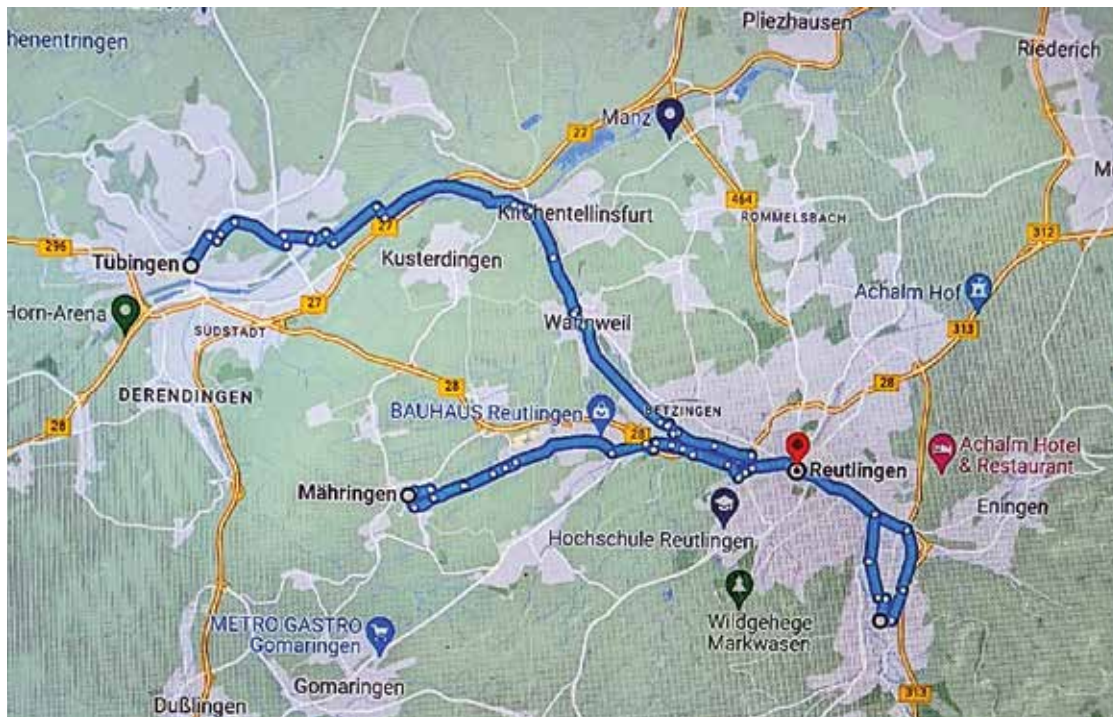 Pliezhausen
henentringen
Riederich
Manz
27
464
ROMMELSBACH
Kirchentellinsfurt
M
312
27
296
Kusterdingen
Tübingen
Achalm Hof
Horn-Arena
27
SÜDSTADT
Wannweil
313
28
28
DERENDINGEN
BAUHAUS Reutlingen
BETZINGEN
28
28
Achalm Hotel
& Restaurant
Reutlingen
Mähringen
Eningen
Hochschule Reutlingen
METRO GASTRO
Gomaringen
Wildgehege
Markwasen
Gomaringen
Dußlingen
313